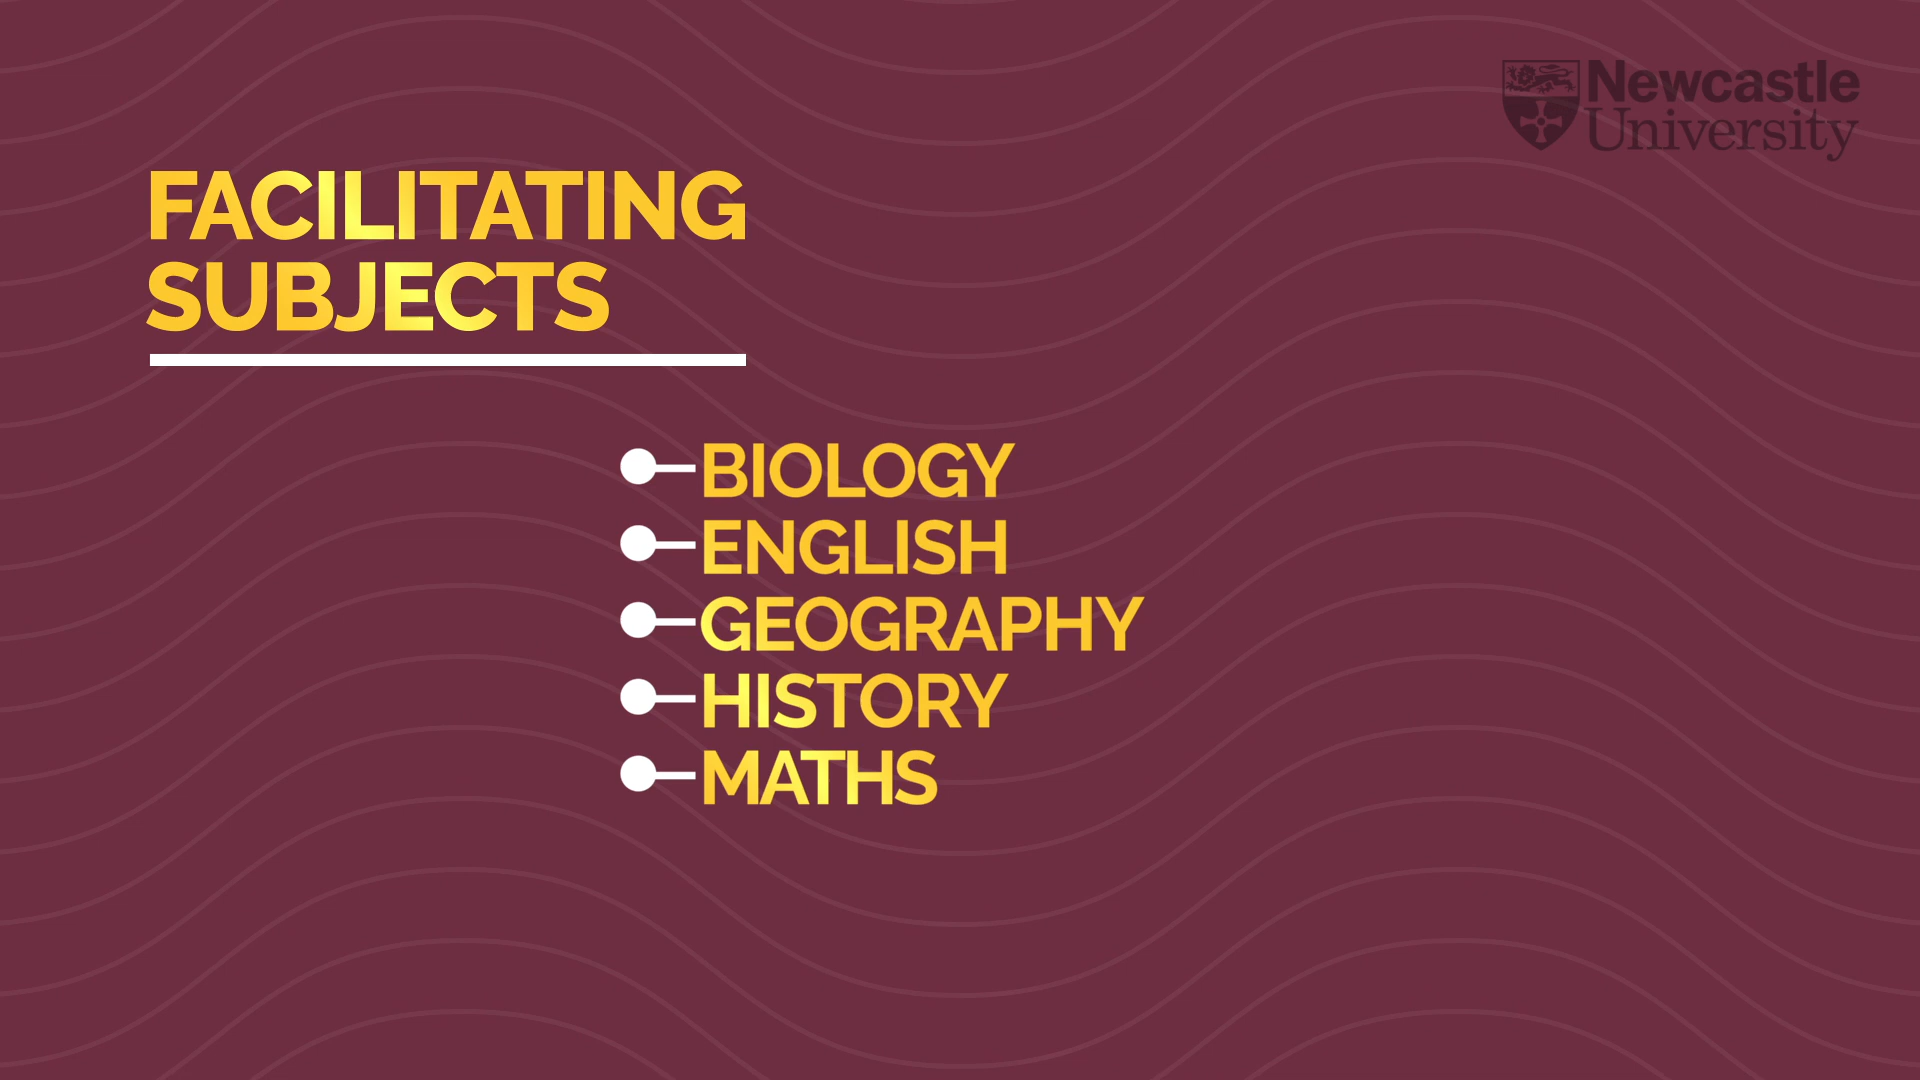 Newcastle
University
FACILITATING
SUBJECTS
BIOLOGY
ENGLISH
GEOGRAPHY
HISTORY
MATHS